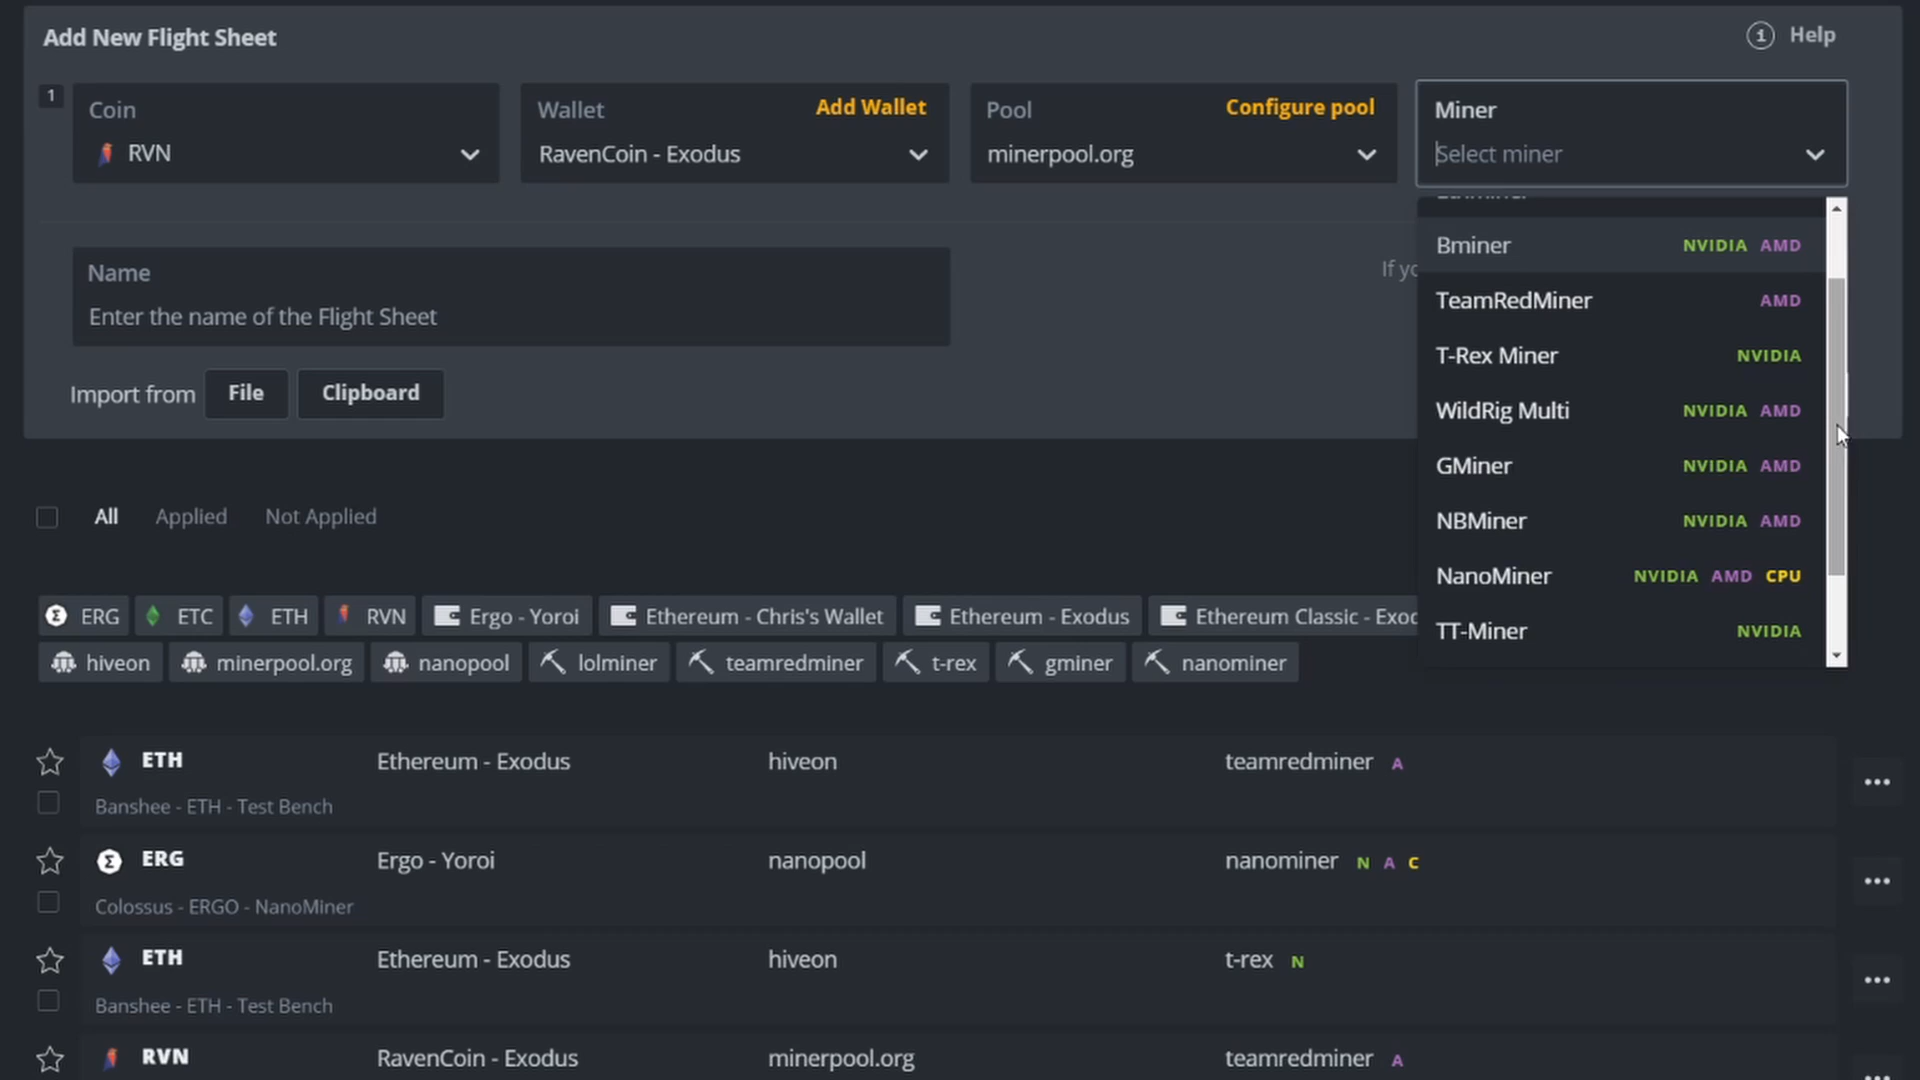 Add New Flight Sheet
Help
1
Coin
RVN
Wallet
Add Wallet
RavenCoin - Exodus
Pool
Configure pool
minerpool.org
Miner
Select miner
Bminer NVIDIA AMD
TeamRedMiner AMD
T-Rex Miner NVIDIA
WildRig Multi NVIDIA AMD
GMiner NVIDIA AMD
NBMiner NVIDIA AMD
NanoMiner NVIDIA AMD CPU
TT-Miner NVIDIA
Name
Enter the name of the Flight Sheet
If
Import from File Clipboard
All Applied Not Applied
ERG ETC ETH RVN Ergo - Yoroi Ethereum - Chris's Wallet Ethereum - Exodus Ethereum Classic - Exod
hiveon minerpool.org nanopool lolminer teamredminer t-rex gminer nanominer
ETH Ethereum - Exodus hiveon teamredminer A
Banshee - ETH - Test Bench
ERG Ergo - Yoroi nanopool nanominer N A C
Colossus - ERGO - NanoMiner
ETH Ethereum - Exodus hiveon t-rex N
Banshee - ETH - Test Bench
RVN RavenCoin - Exodus minerpool.org teamredminer A